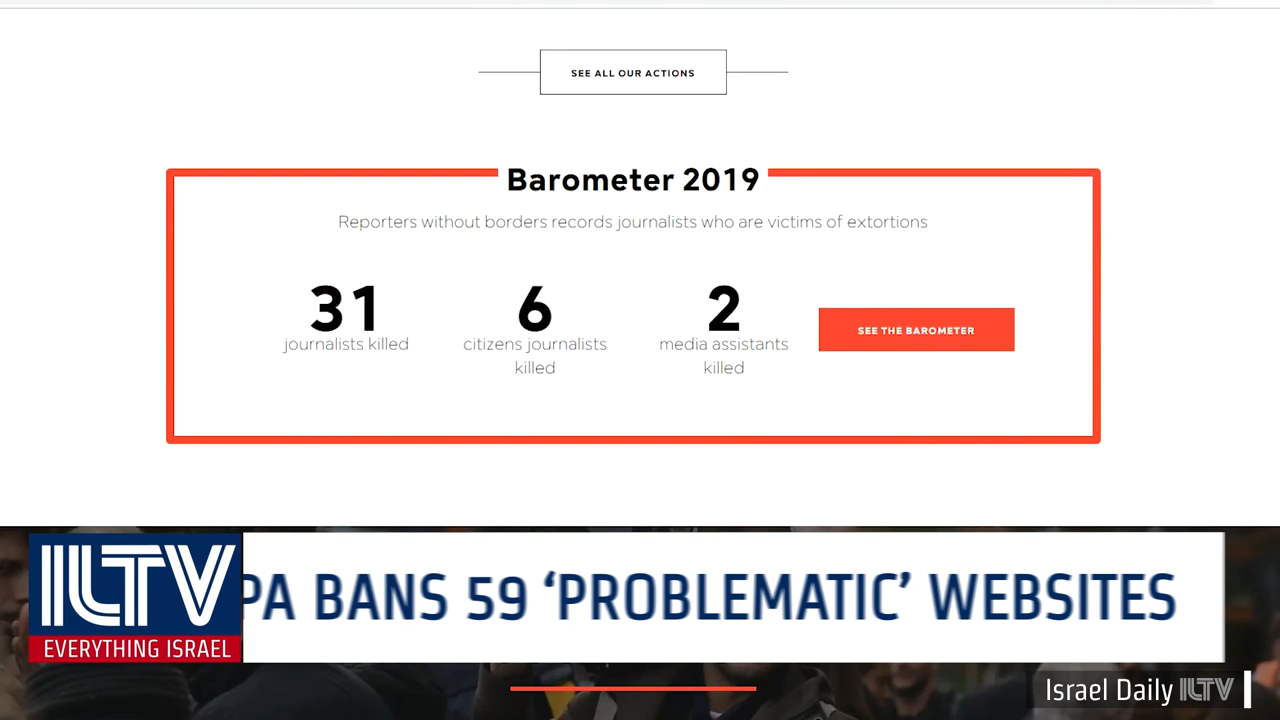 SEE ALL OUR ACTIONS
Barometer 2019
Reporters without borders records journalists who are victims of extortions
31
journalists killed
6
citizens journalists
killed
2
media assistants
killed
SEE THE BAROMETER
ILTV
EVERYTHING ISRAEL
PA BANS 59 ‘PROBLEMATIC’ WEBSITES
Israel Daily ILTV